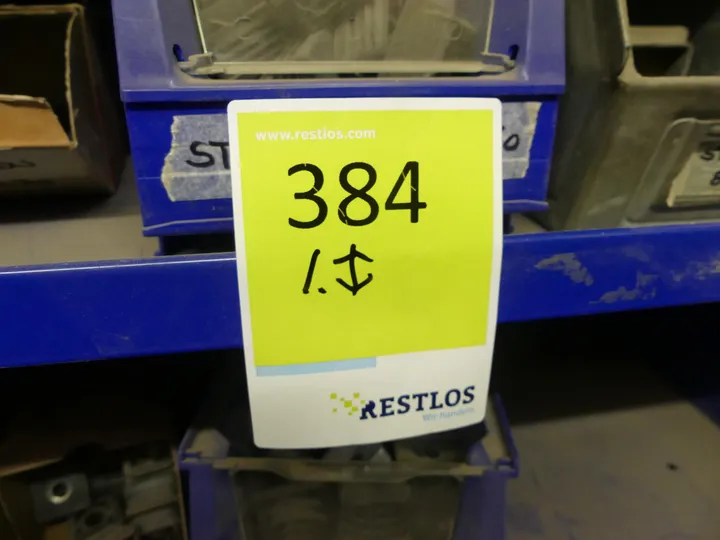 www.restlos.com
384
1. ↕
RESTLOS
Wir handeln
ST